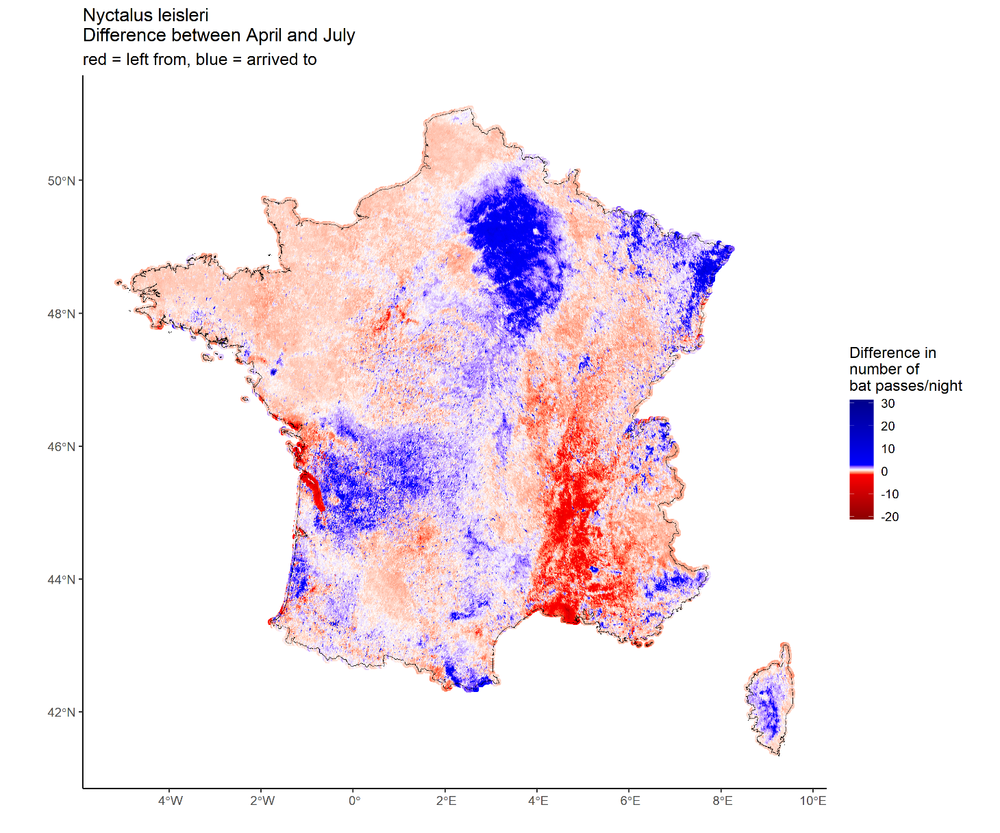 Nyctalus leisleri
Difference between April and July
red = left from, blue = arrived to
50°N
48°N
46°N
44°N
42°N
4°W
2°W
0°
2°E
4°E
6°E
8°E
10°E
Difference in
number of
bat passes/night
30
20
10
0
-10
-20